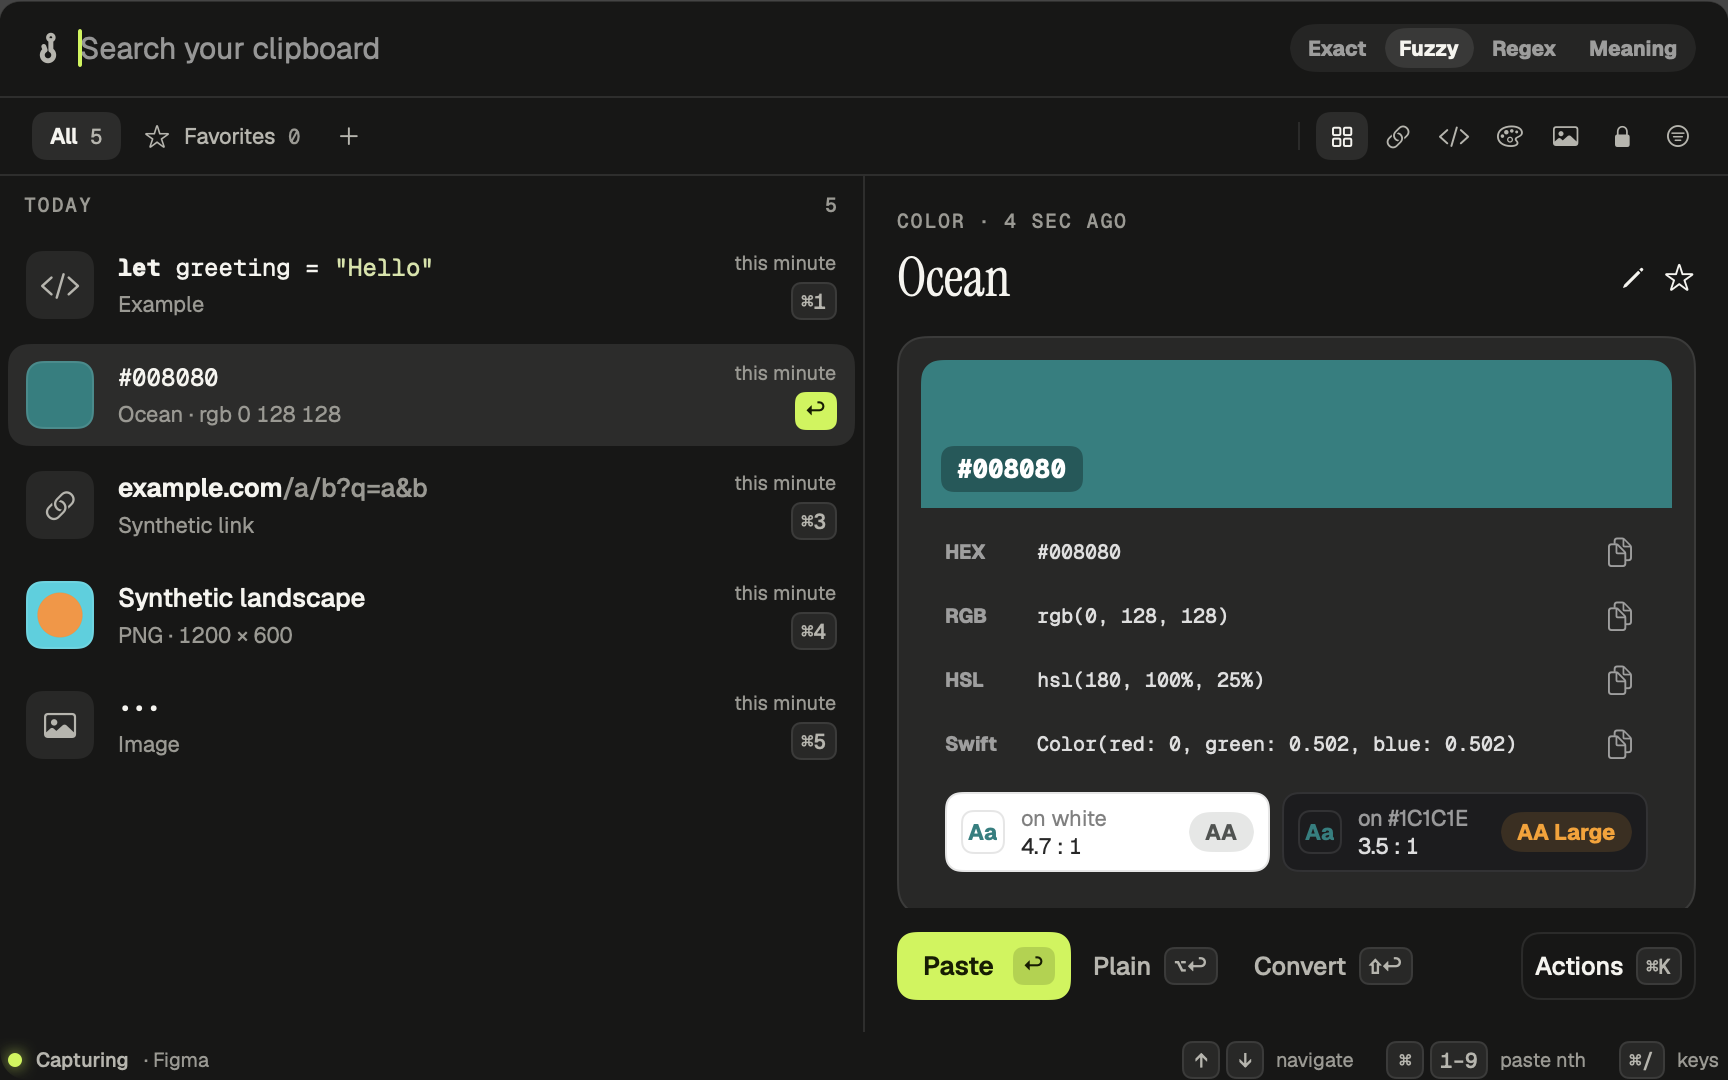 Search your clipboard
Exact Fuzzy Regex Meaning
All 5 Favorites 0
TODAY 5
let greeting = "Hello" this minute
Example ⌘1
#008080 this minute
Ocean · rgb 0 128 128
example.com/a/b?q=a&b this minute
Synthetic link ⌘3
Synthetic landscape this minute
PNG · 1200 × 600 ⌘4
... this minute
Image ⌘5
COLOR · 4 SEC AGO
Ocean
#008080
HEX #008080
RGB rgb(0, 128, 128)
HSL hsl(180, 100%, 25%)
Swift Color(red: 0, green: 0.502, blue: 0.502)
Aa on white AA
4.7 : 1
Aa on #1C1C1E AA Large
3.5 : 1
Paste ↩ Plain ⌥↩ Convert ⇧↩ Actions ⌘K
Capturing · Figma ↑ ↓ navigate ⌘ 1–9 paste nth ⌘/ keys